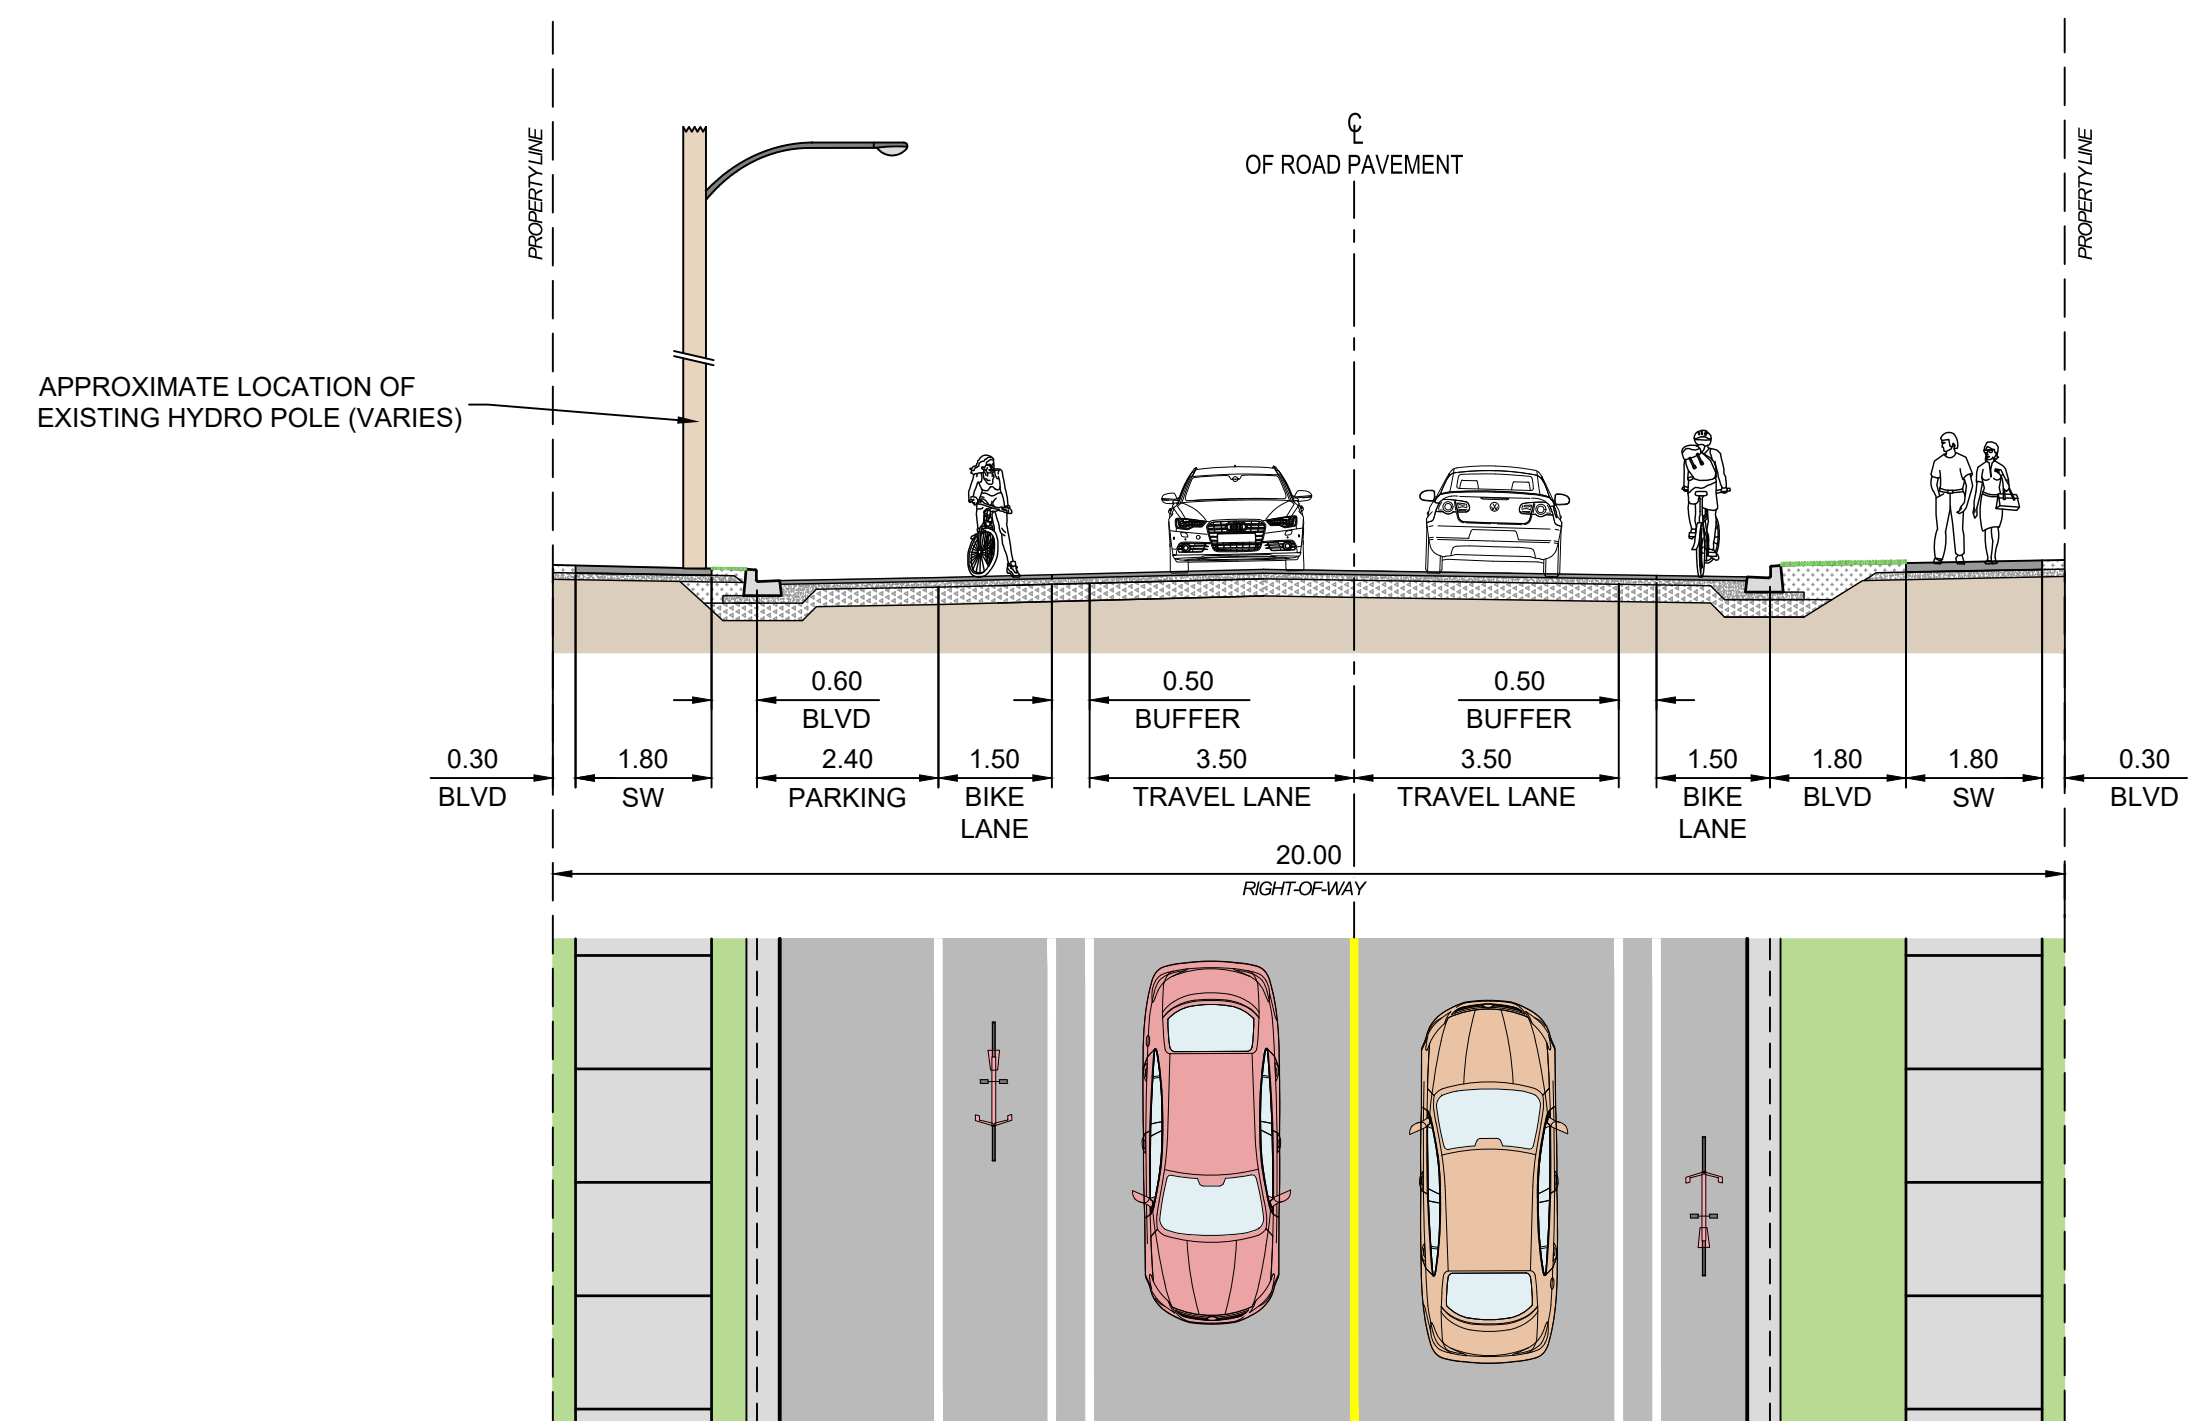 PROPERTY LINE
℄
OF ROAD PAVEMENT
PROPERTY LINE
APPROXIMATE LOCATION OF
EXISTING HYDRO POLE (VARIES)
0.60
BLVD
0.50
BUFFER
0.50
BUFFER
0.30
BLVD
1.80
SW
2.40
PARKING
1.50
BIKE
LANE
3.50
TRAVEL LANE
3.50
TRAVEL LANE
1.50
BIKE
LANE
1.80
BLVD
1.80
SW
0.30
BLVD
20.00
RIGHT-OF-WAY